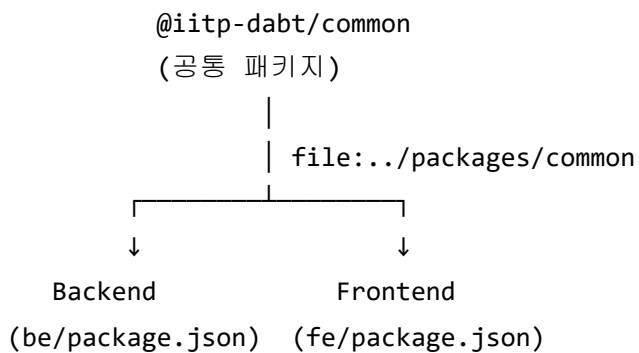 @iitp-dabt/common
(공통 패키지)
file:../packages/common
Backend Frontend
(be/package.json) (fe/package.json)